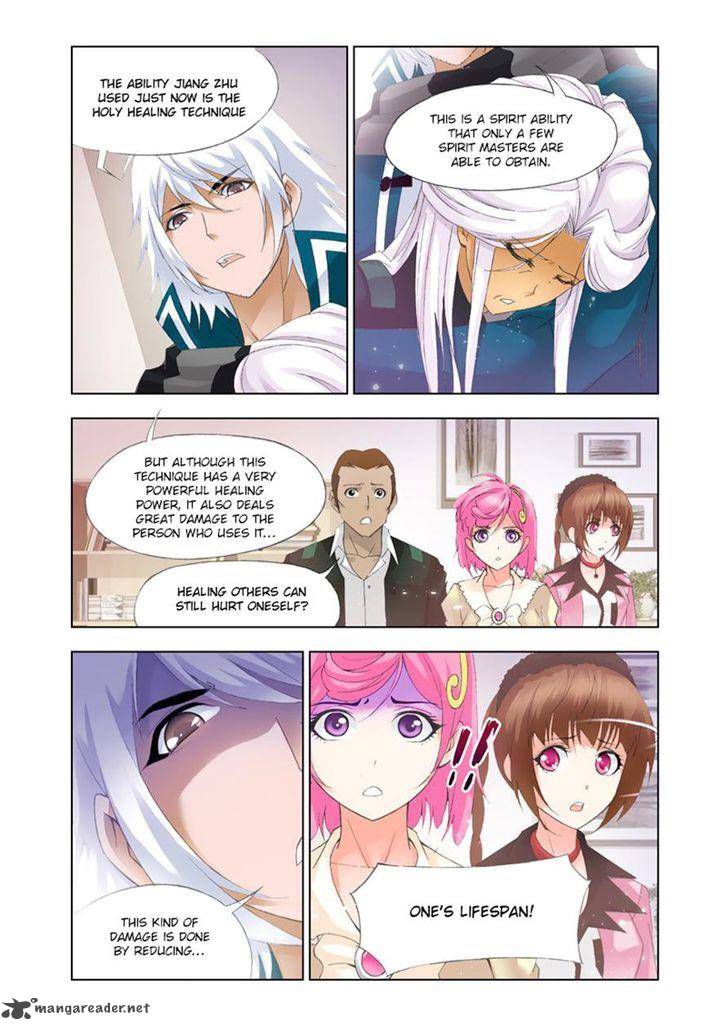 THE ABILITY JIANG ZHU
USED JUST NOW IS THE
HOLY HEALING TECHNIQUE
THIS IS A SPIRIT ABILITY
THAT ONLY A FEW
SPIRIT MASTERS ARE
ABLE TO OBTAIN.
BUT ALTHOUGH THIS
TECHNIQUE HAS A VERY
POWERFUL HEALING
POWER, IT ALSO DEALS
GREAT DAMAGE TO THE
PERSON WHO USES IT...
HEALING OTHERS CAN
STILL HURT ONESELF?
THIS KIND OF
DAMAGE IS DONE
BY REDUCING...
!!
ONE'S LIFESPAN!
mangareader.net